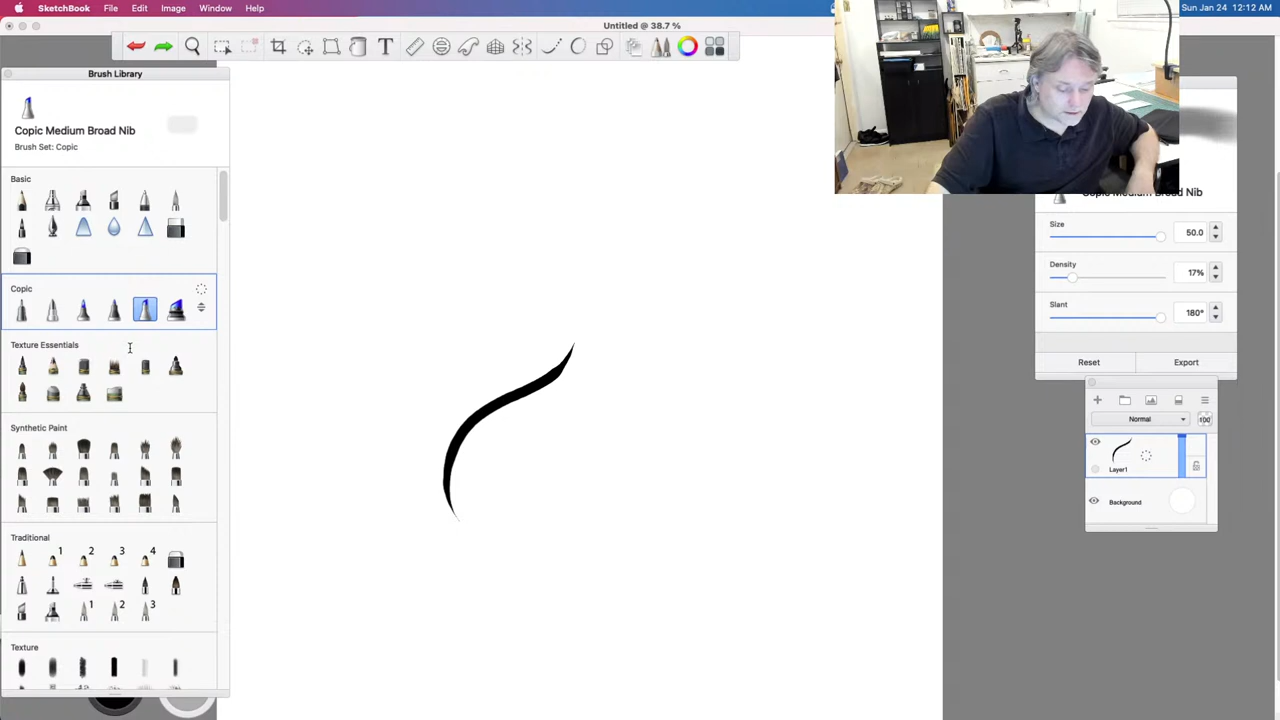 SketchBook File Edit Image Window Help
Sun Jan 24 12:12 AM
Untitled @ 38.7 %
T
Brush Library
Copic Medium Broad Nib
Brush Set: Copic
Basic
Copic
Texture Essentials
Synthetic Paint
Traditional
1 2 3 4
1 2 3
Texture
Copic Medium Broad Nib
Size
50.0
Density
17%
Slant
180°
Reset Export
Normal
100
Layer1
Background